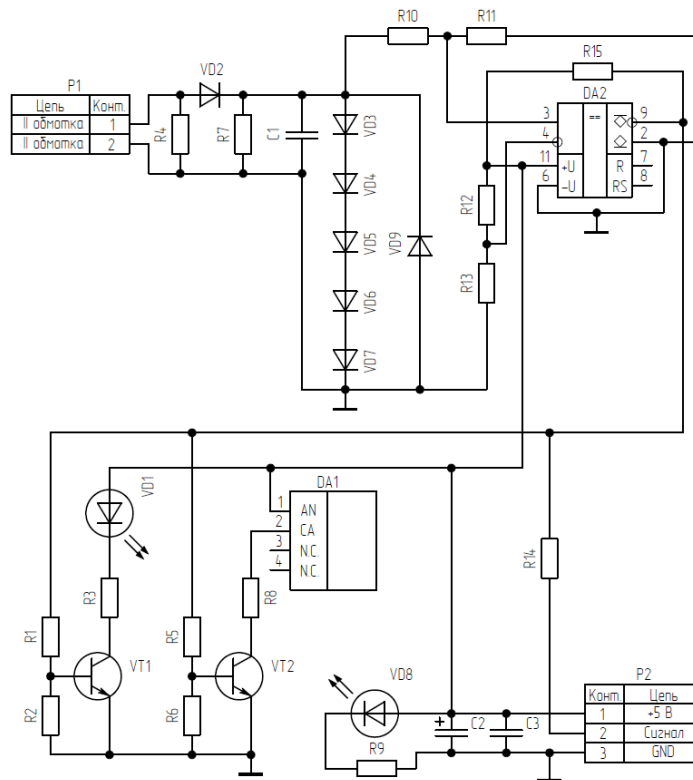 R10
R11
R15
P1
VD2
DA2
Цепь Конт.
II обмотка 1
II обмотка 2
R4
R7
C1
VD3
3 == 9
4 2
11 +U R 7
6 -U RS 8
VD4
R12
VD5
VD9
R13
VD6
VD7
VD1
DA1
1 AN
2 CA
3 N.C.
4 N.C.
R14
R3
R8
R1
R5
VT1
VT2
R2
R6
VD8
P2
Конт. Цепь
1 +5 В
2 Сигнал
3 GND
+
C2
C3
R9